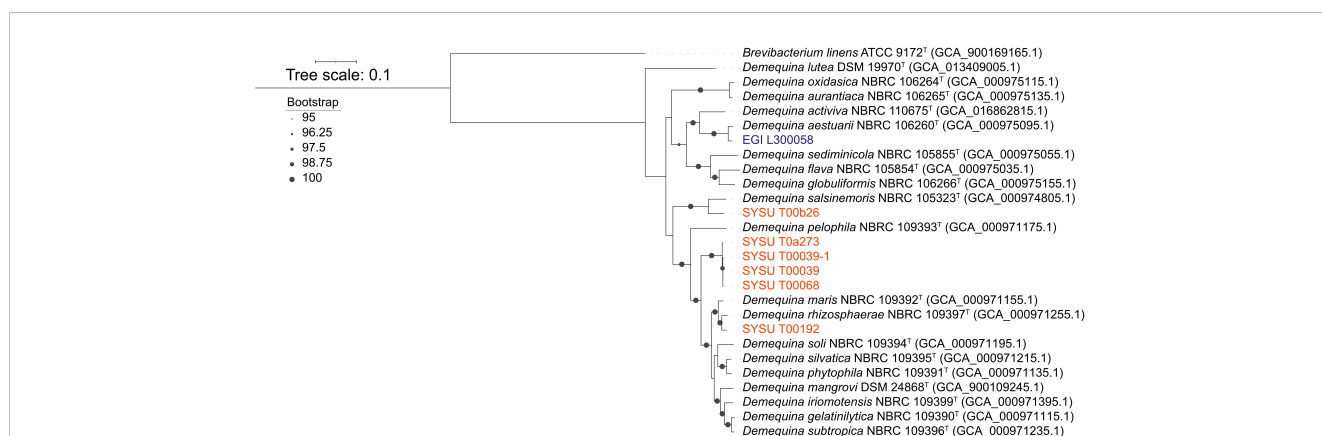 Tree scale: 0.1
Bootstrap
95
96.25
97.5
98.75
100
Brevibacterium linens ATCC 9172ᵀ (GCA_900169165.1)
Demequina lutea DSM 19970ᵀ (GCA_013409005.1)
Demequina oxidasica NBRC 106264ᵀ (GCA_000975115.1)
Demequina aurantiaca NBRC 106265ᵀ (GCA_000975135.1)
Demequina activiva NBRC 110675ᵀ (GCA_016862815.1)
Demequina aestuarii NBRC 106260ᵀ (GCA_000975095.1)
EGI L300058
Demequina sediminicola NBRC 105855ᵀ (GCA_000975055.1)
Demequina flava NBRC 105854ᵀ (GCA_000975035.1)
Demequina globuliformis NBRC 106266ᵀ (GCA_000975155.1)
Demequina salsinemoris NBRC 105323ᵀ (GCA_000974805.1)
SYSU T00b26
Demequina pelophila NBRC 109393ᵀ (GCA_000971175.1)
SYSU T0a273
SYSU T00039-1
SYSU T00039
SYSU T00068
Demequina maris NBRC 109392ᵀ (GCA_000971155.1)
Demequina rhizosphaerae NBRC 109397ᵀ (GCA_000971255.1)
SYSU T00192
Demequina soli NBRC 109394ᵀ (GCA_000971195.1)
Demequina silvatica NBRC 109395ᵀ (GCA_000971215.1)
Demequina phytophila NBRC 109391ᵀ (GCA_000971135.1)
Demequina mangrovi DSM 24868ᵀ (GCA_900109245.1)
Demequina iriomotensis NBRC 109399ᵀ (GCA_000971395.1)
Demequina gelatinilytica NBRC 109390ᵀ (GCA_000971115.1)
Demequina subtropica NBRC 109396ᵀ (GCA_000971235.1)